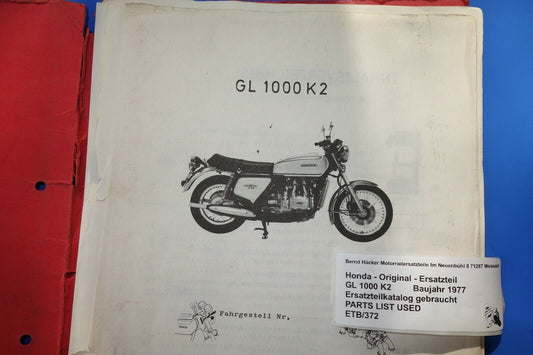 GL 1000 K2
HONDA
Fahrgestell Nr.
Bernd Häcker Motorradersatzteile Im Neuenbühl 8 71287 Weissach
Honda - Original - Ersatzteil
GL 1000 K2 Baujahr 1977
Ersatzteilkatalog gebraucht
PARTS LIST USED
ETB/372